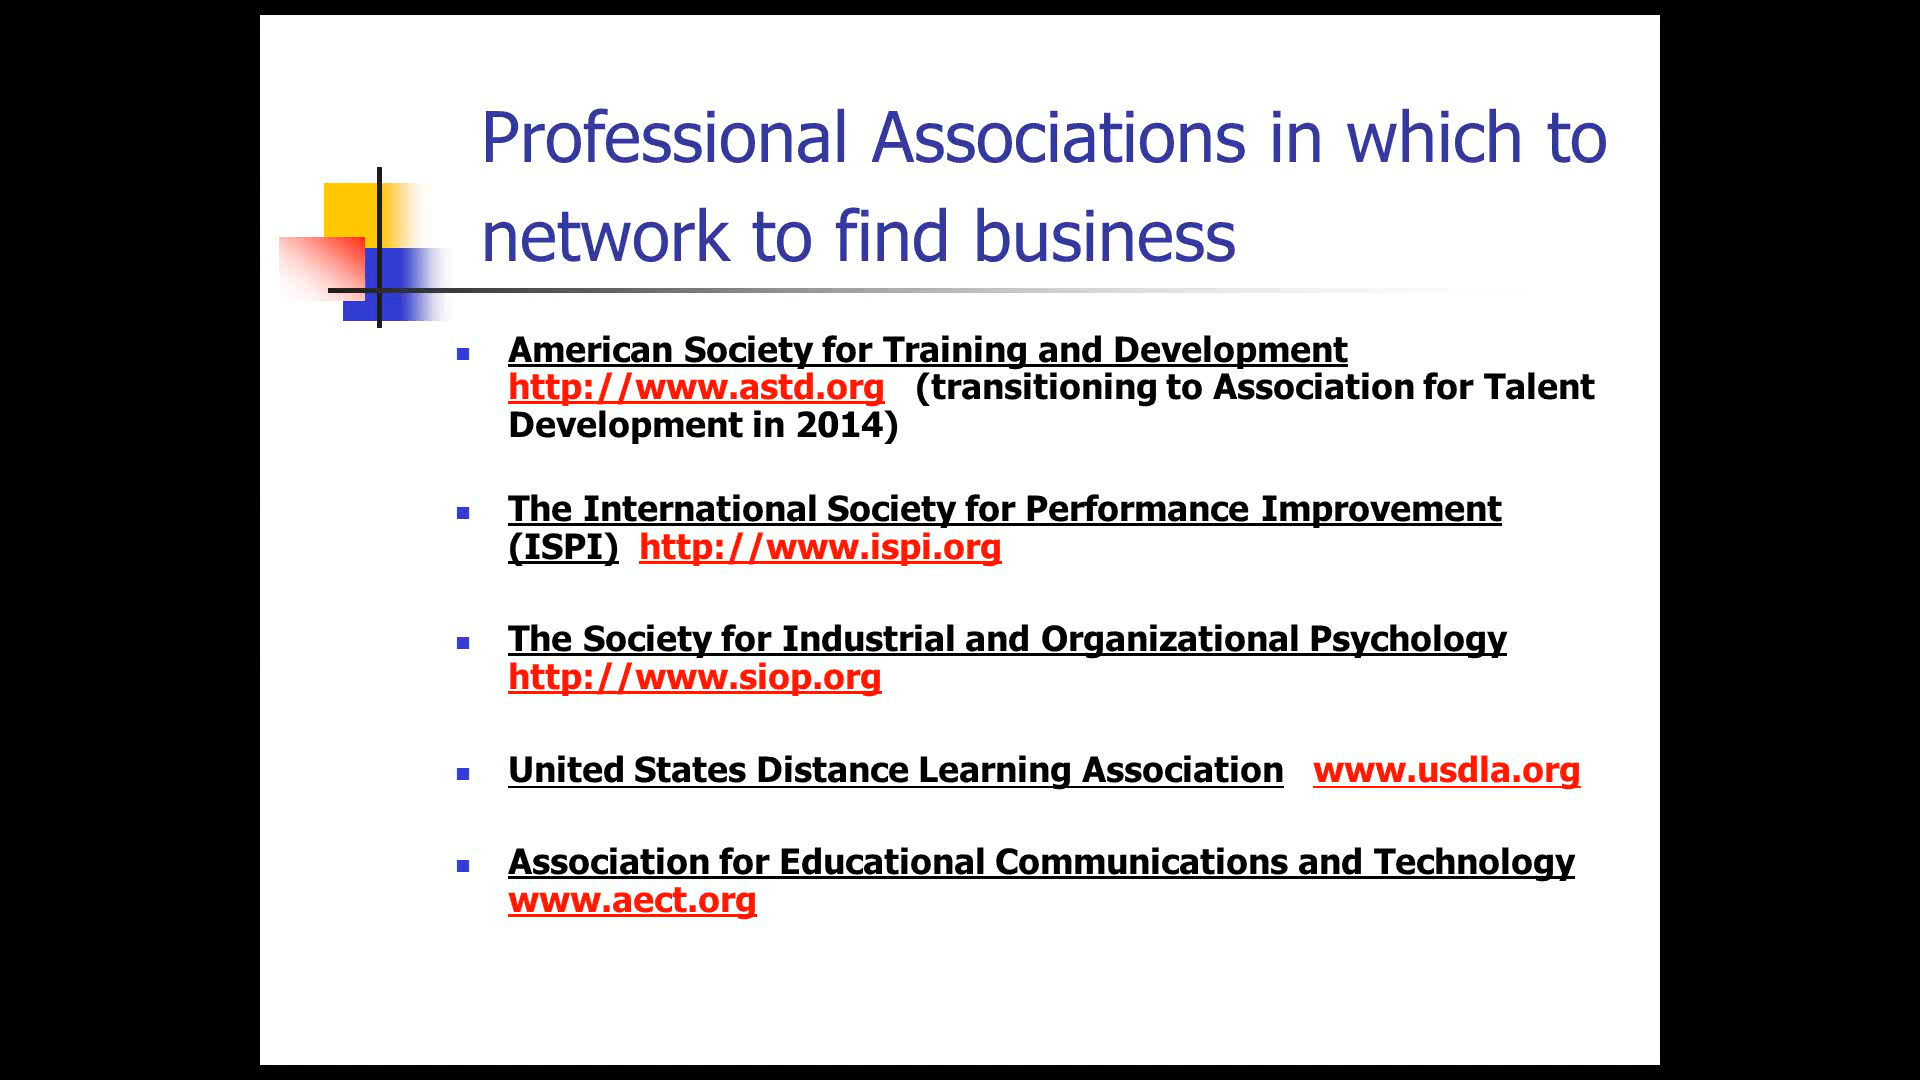 Professional Associations in which to
network to find business
American Society for Training and Development
http://www.astd.org (transitioning to Association for Talent
Development in 2014)
The International Society for Performance Improvement
(ISPI) http://www.ispi.org
The Society for Industrial and Organizational Psychology
http://www.siop.org
United States Distance Learning Association www.usdla.org
Association for Educational Communications and Technology
www.aect.org